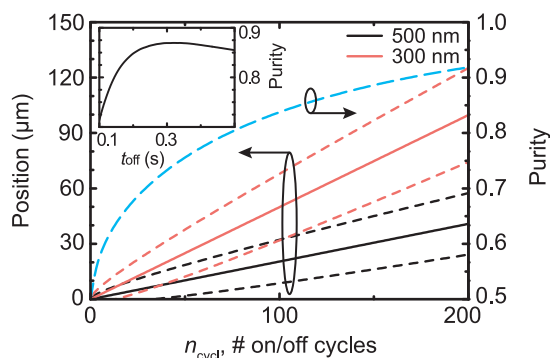 150
120
90
60
30
0
Position (μm)
0
100
200
n_cycl, # on/off cycles
1.0
0.9
0.8
0.7
0.6
0.5
Purity
500 nm
300 nm
0.9
0.8
Purity
0.1
0.3
t_off (s)